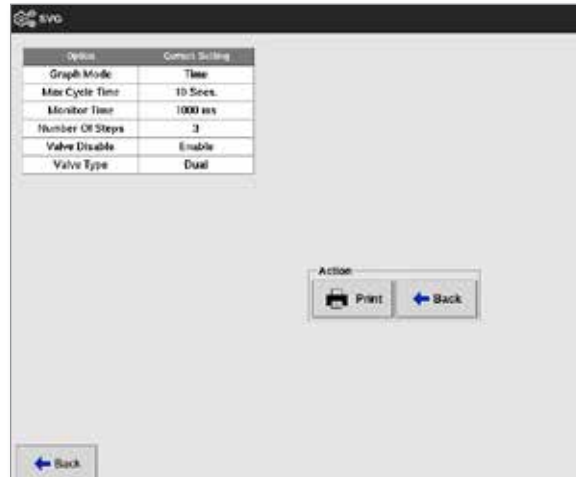 SVG
Option Current Setting
Graph Mode Time
Max Cycle Time 10 Secs.
Monitor Time 1000 ms
Number Of Steps 3
Valve Disable Enable
Valve Type Dual
Action
Print Back
Back